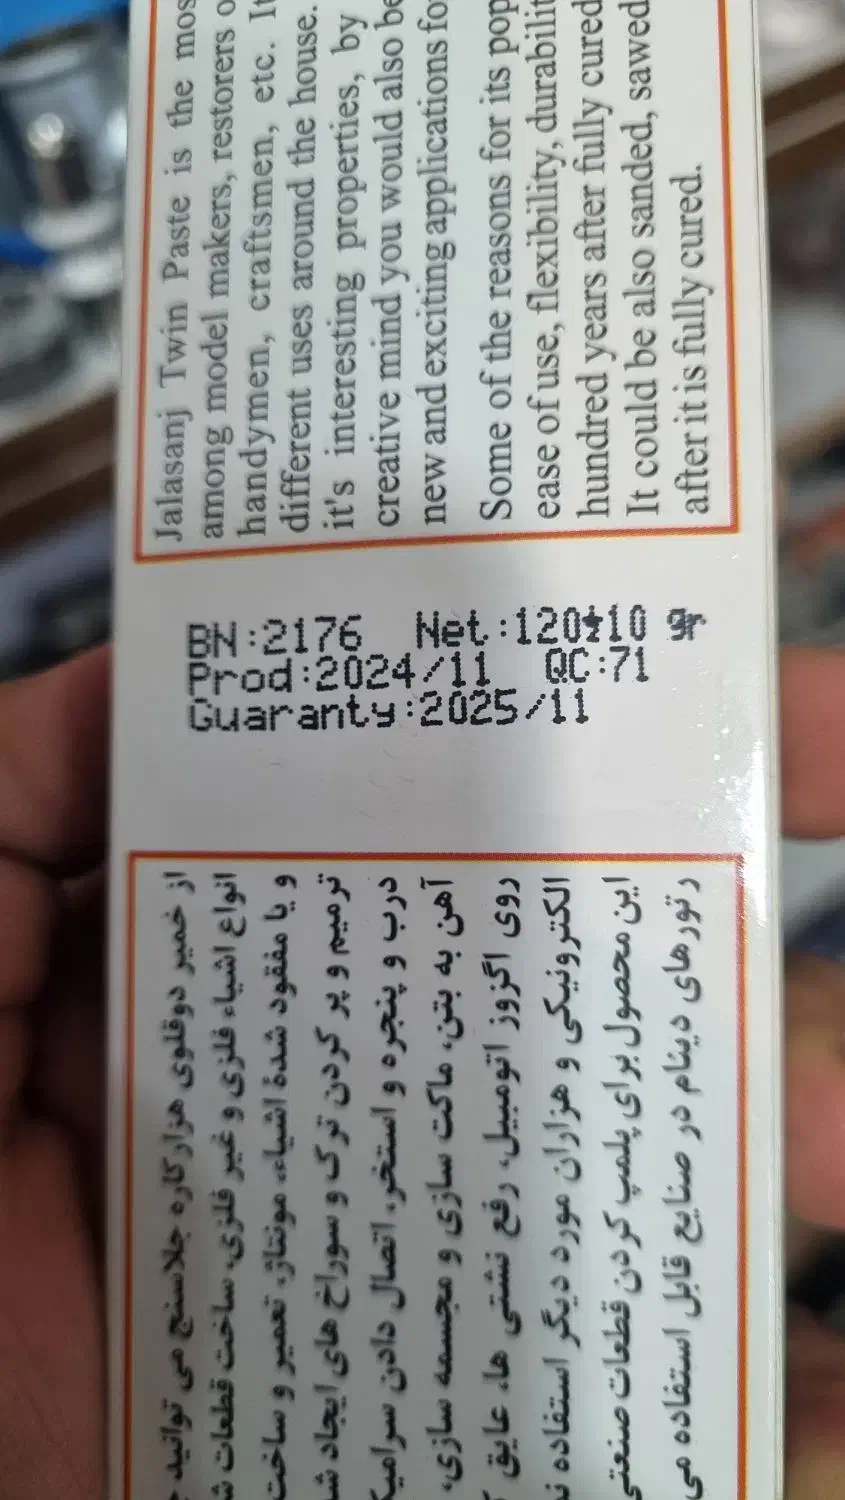 Jalasanj Twin Paste is the mos
among model makers, restorers o
handymen, craftsmen, etc. It
different uses around the house.
it's interesting properties, by
creative mind you would also be
new and exciting applications fo
Some of the reasons for its pop
ease of use, flexibility, durabilit
hundred years after fully cured
It could be also sanded, sawed
after it is fully cured.
BN:2176 Net:120±10 gr
Prod:2024/11 QC:71
Guaranty:2025/11
از خمیر دوقلوی هزار کاره جلاسنج می توانید
انواع اشیاء فلزی و غیر فلزی، ساخت قطعات
و یا مفقود شدۀ اشیاء، مونتاژ، تعمیر و ساخت
ترمیم و پر کردن ترک و سوراخ های ایجاد
درب و پنجره و استخر، اتصال دادن سرامیک
آهن به بتن، ماکت سازی و مجسمه سازی،
روی اگزوز اتومبیل، رفع نشتی ها، عایق
الکترونیکی و هزاران مورد دیگر استفاده
این محصول برای پلمپ کردن قطعات صنعتی
رتورهای دینام در صنایع قابل استفاده می